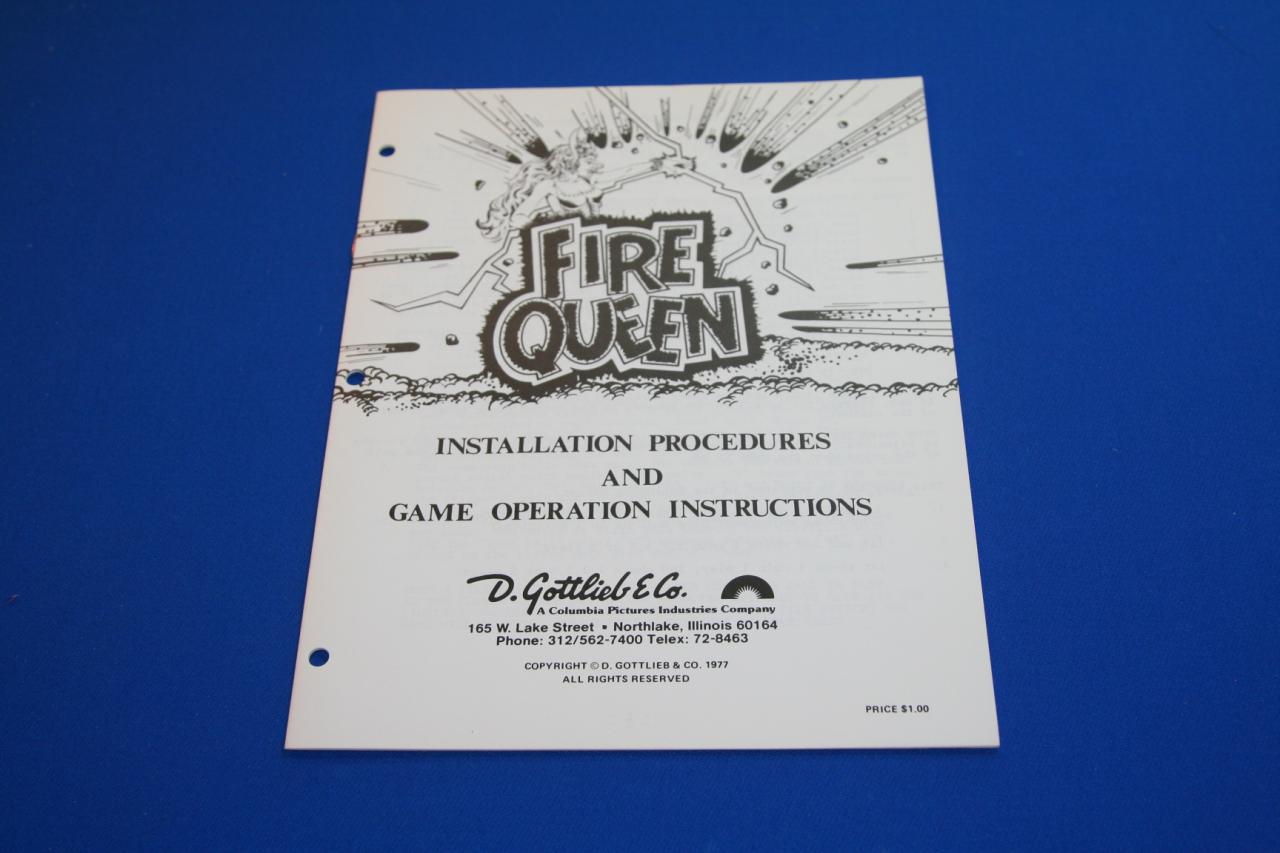 FIRE
QUEEN
INSTALLATION PROCEDURES
AND
GAME OPERATION INSTRUCTIONS
D. Gottlieb & Co.
A Columbia Pictures Industries Company
165 W. Lake Street • Northlake, Illinois 60164
Phone: 312/562-7400 Telex: 72-8463
COPYRIGHT © D. GOTTLIEB & CO. 1977
ALL RIGHTS RESERVED
PRICE $1.00